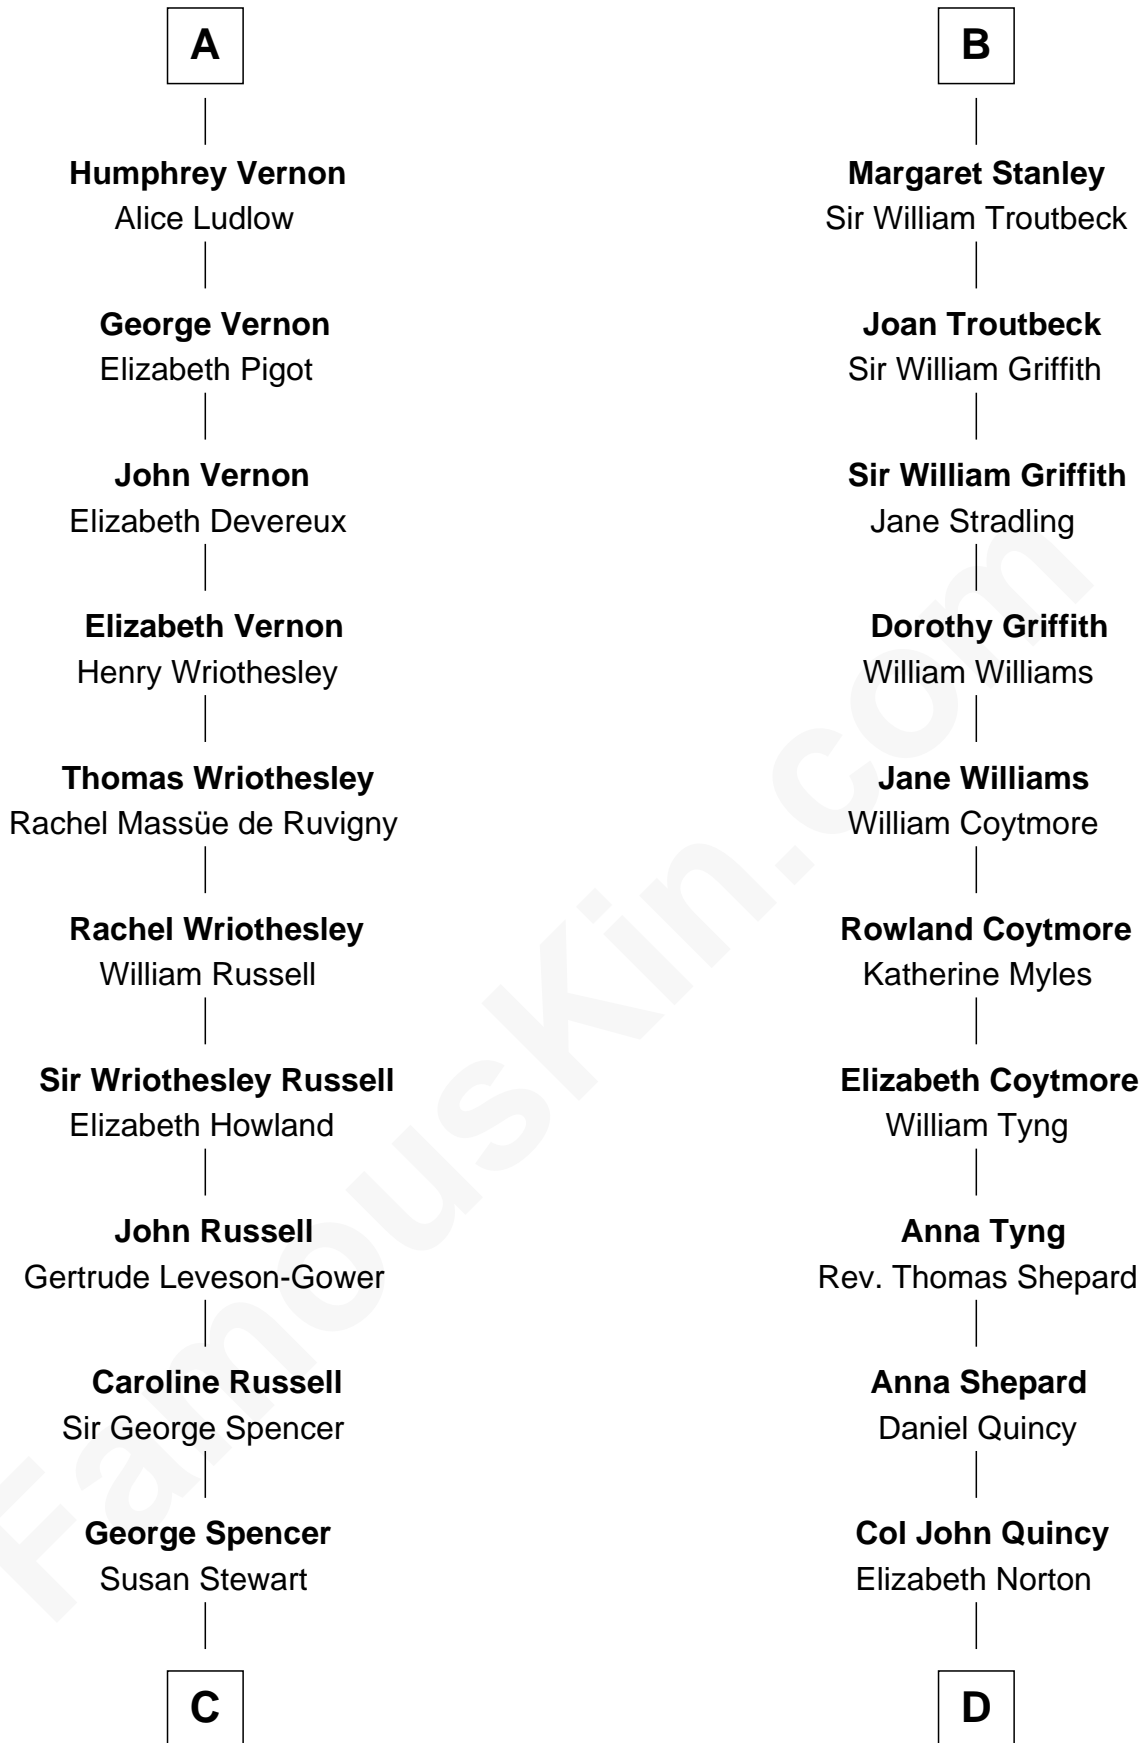 A
Humphrey Vernon
Alice Ludlow
George Vernon
Elizabeth Pigot
John Vernon
Elizabeth Devereux
Elizabeth Vernon
Henry Wriothesley
Thomas Wriothesley
Rachel Massüe de Ruvigny
Rachel Wriothesley
William Russell
Sir Wriothesley Russell
Elizabeth Howland
John Russell
Gertrude Leveson-Gower
Caroline Russell
Sir George Spencer
George Spencer
Susan Stewart
C
B
Margaret Stanley
Sir William Troutbeck
Joan Troutbeck
Sir William Griffith
Sir William Griffith
Jane Stradling
Dorothy Griffith
William Williams
Jane Williams
William Coytmore
Rowland Coytmore
Katherine Myles
Elizabeth Coytmore
William Tyng
Anna Tyng
Rev. Thomas Shepard
Anna Shepard
Daniel Quincy
Col John Quincy
Elizabeth Norton
D
FamousKin.com